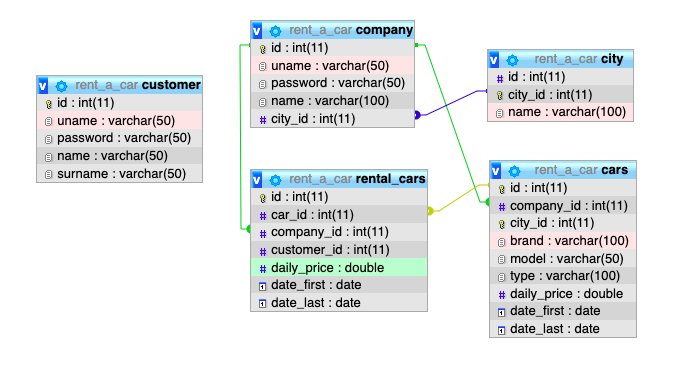 rent_a_car company
id : int(11)
uname : varchar(50)
password : varchar(50)
name : varchar(100)
city_id : int(11)
rent_a_car city
id : int(11)
city_id : int(11)
name : varchar(100)
rent_a_car customer
id : int(11)
uname : varchar(50)
password : varchar(50)
name : varchar(50)
surname : varchar(50)
rent_a_car rental_cars
id : int(11)
car_id : int(11)
company_id : int(11)
customer_id : int(11)
daily_price : double
date_first : date
date_last : date
rent_a_car cars
id : int(11)
company_id : int(11)
city_id : int(11)
brand : varchar(100)
model : varchar(50)
type : varchar(100)
daily_price : double
date_first : date
date_last : date